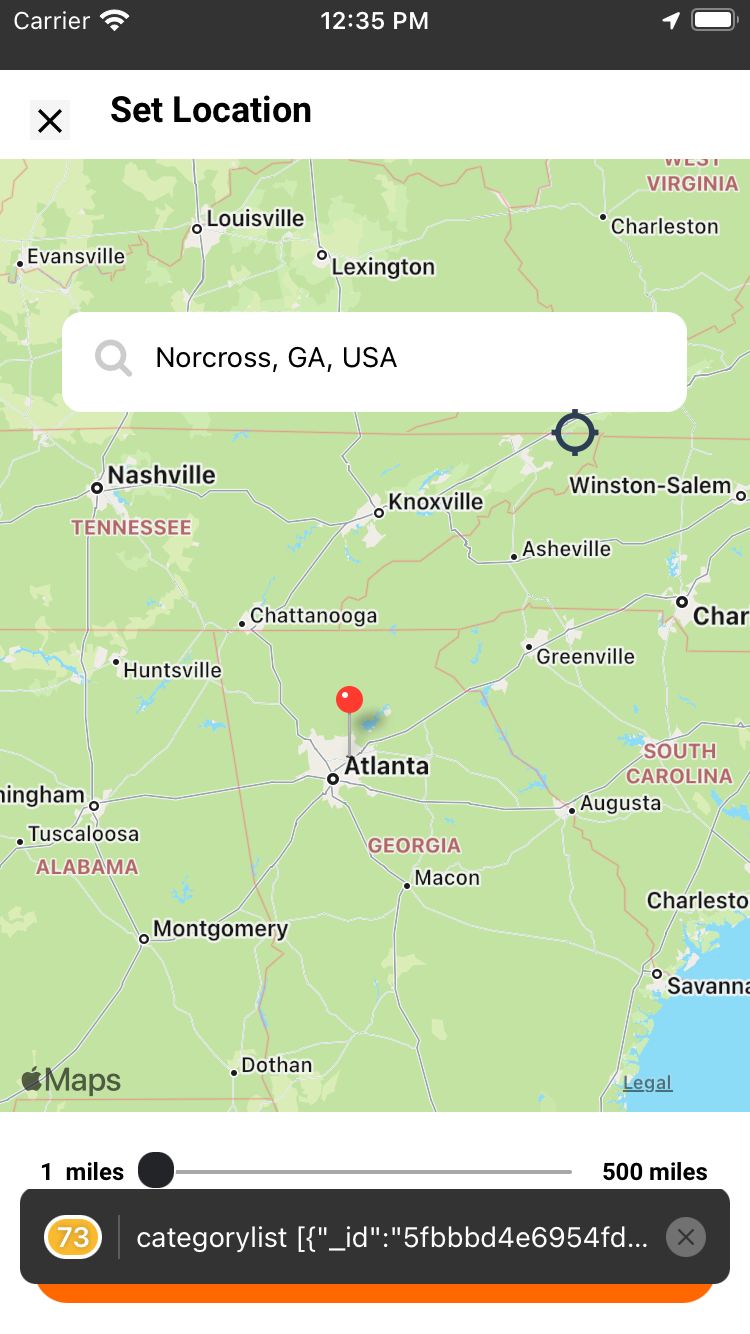 Carrier 12:35 PM
Set Location
WEST
VIRGINIA
Louisville
Charleston
Evansville
Lexington
Norcross, GA, USA
Nashville
Winston-Salem
Knoxville
TENNESSEE
Asheville
Chattanooga
Char
Greenville
Huntsville
SOUTH
CAROLINA
Atlanta
ningham
Augusta
Tuscaloosa
GEORGIA
ALABAMA
Macon
Charlesto
Montgomery
Savanna
Dothan
Maps
Legal
1 miles 500 miles
73 categorylist [{"_id":"5fbbbd4e6954fd...